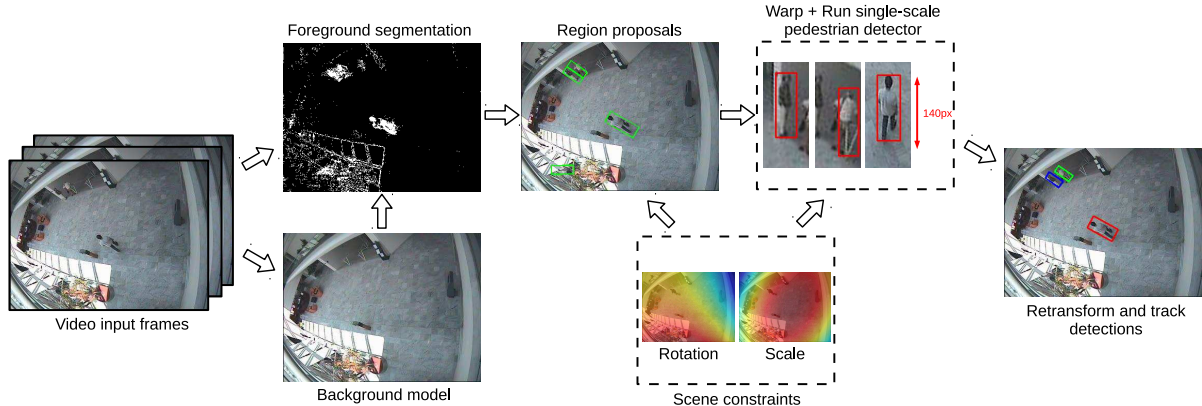 Foreground segmentation
Region proposals
Warp + Run single-scale
pedestrian detector
140px
Video input frames
Background model
Rotation
Scale
Scene constraints
Retransform and track
detections